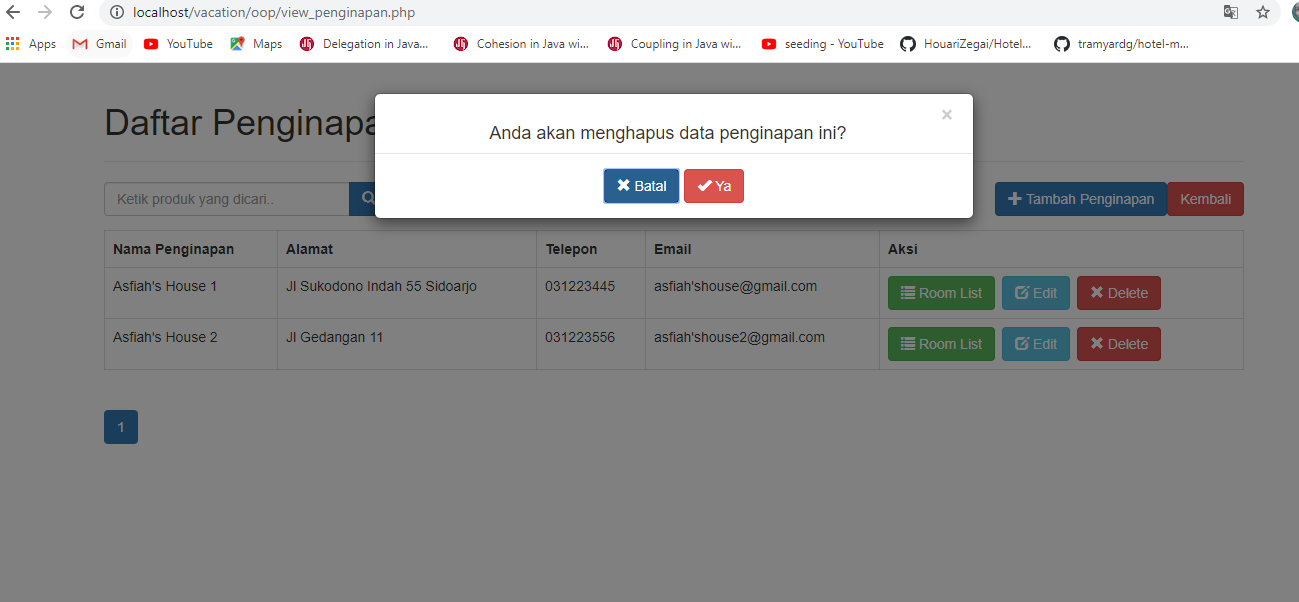 localhost/vacation/oop/view_penginapan.php
Apps Gmail YouTube Maps Delegation in Java... Cohesion in Java wi... Coupling in Java wi... seeding - YouTube HouariZegai/Hotel... tramyardg/hotel-m...
Daftar Penginapa
×
Anda akan menghapus data penginapan ini?
Batal Ya
Ketik produk yang dicari.. Tambah Penginapan Kembali
Nama Penginapan Alamat Telepon Email Aksi
Asfiah's House 1 Jl Sukodono Indah 55 Sidoarjo 031223445 asfiah'shouse@gmail.com Room List Edit Delete
Asfiah's House 2 Jl Gedangan 11 031223556 asfiah'shouse2@gmail.com Room List Edit Delete
1